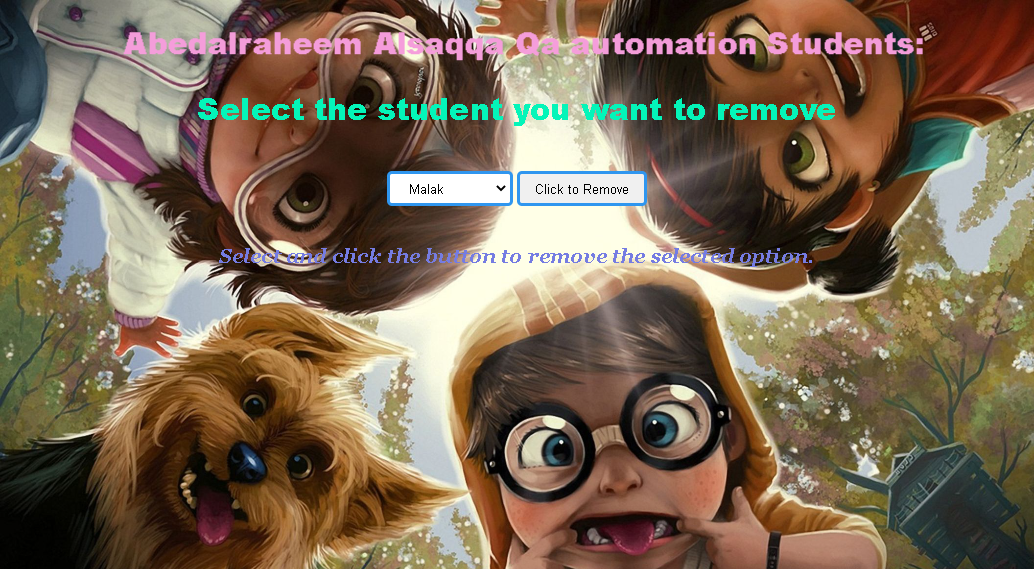 Abedalraheem Alsaqqa Qa automation Students:
Select the student you want to remove
Malak
Click to Remove
Select and click the button to remove the selected option.